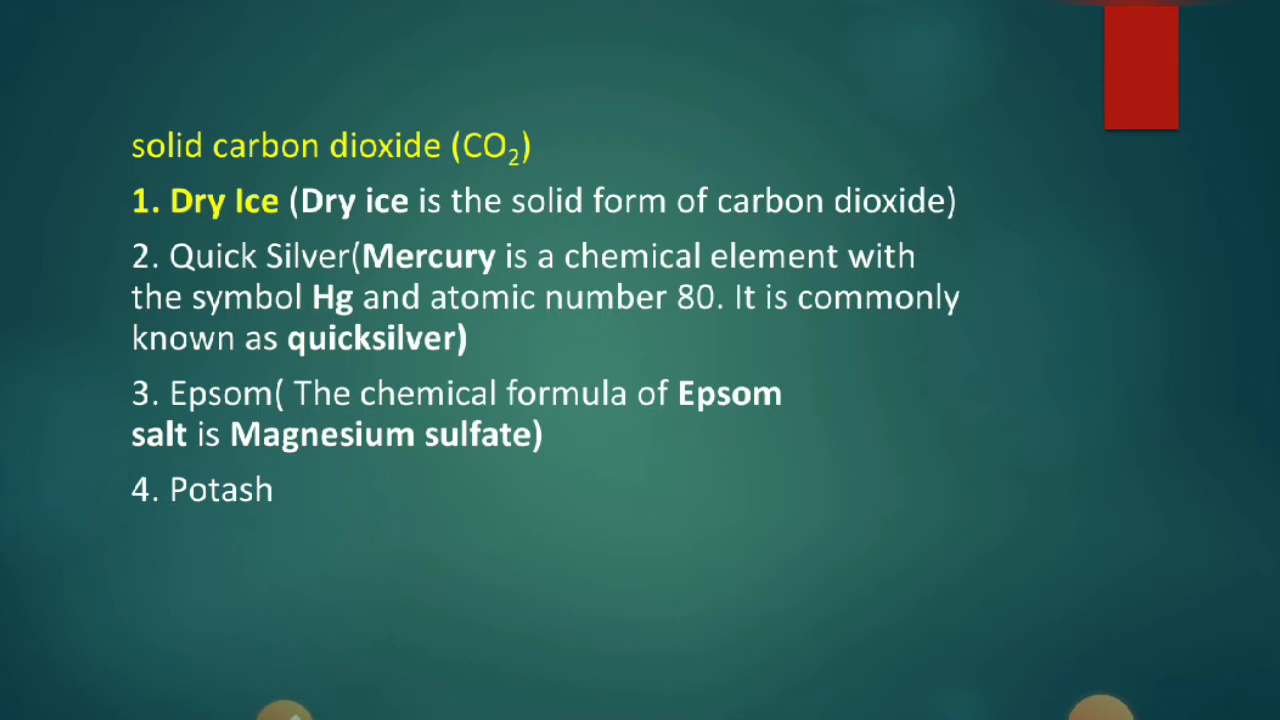 solid carbon dioxide (CO₂)
1. Dry Ice (Dry ice is the solid form of carbon dioxide)
2. Quick Silver(Mercury is a chemical element with
the symbol Hg and atomic number 80. It is commonly
known as quicksilver)
3. Epsom( The chemical formula of Epsom
salt is Magnesium sulfate)
4. Potash